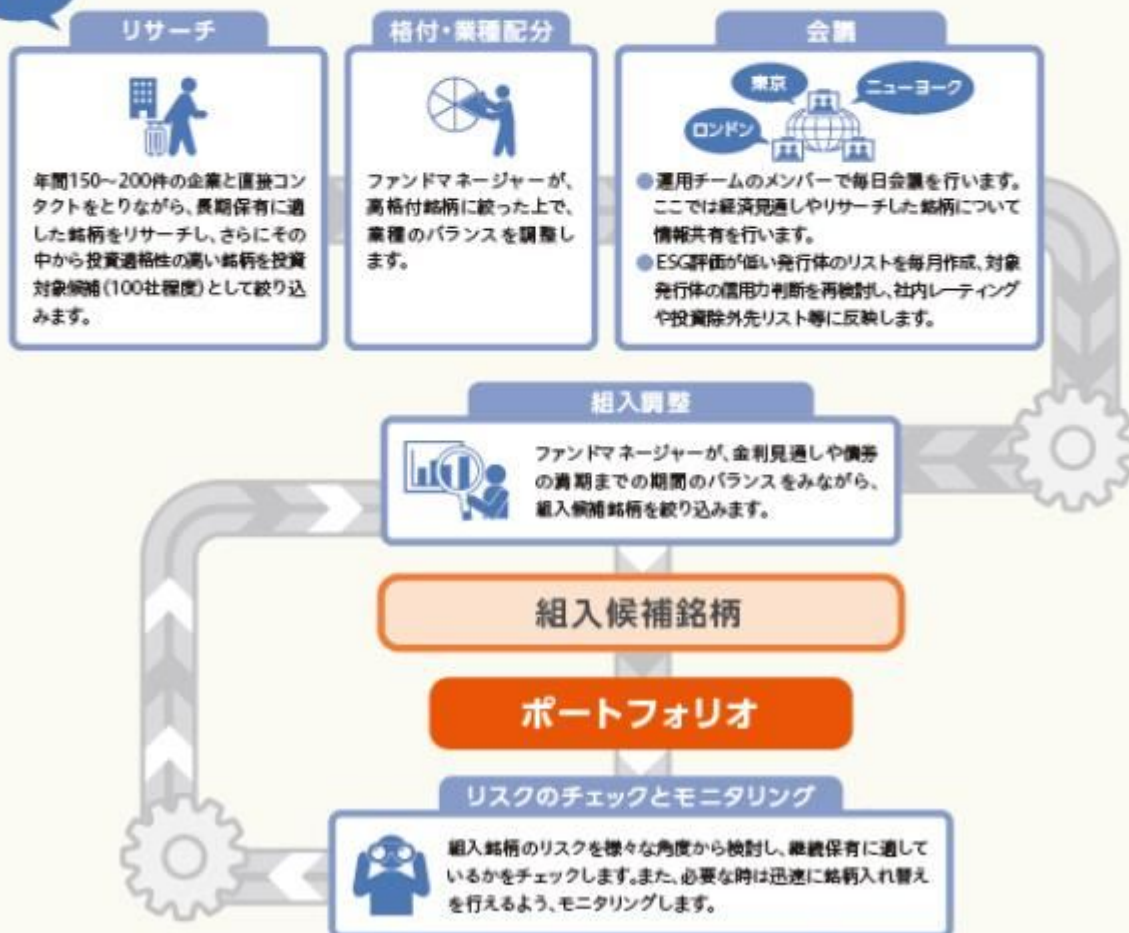 リサーチ
年間150～200件の企業と直接コン
タクトをとりながら、長期保有に適
した銘柄をリサーチし、さらにその
中から投資適格性の高い銘柄を投資
対象候補（100社程度）として絞り込
みます。
格付・業種配分
ファンドマネージャーが、
高格付銘柄に絞った上で、
業種のバランスを調整し
ます。
会議
東京
ニューヨーク
ロンドン
●運用チームのメンバーで毎日会議を行います。
ここでは経済見通しやリサーチした銘柄について
情報共有を行います。
●ESG評価が低い発行体のリストを毎月作成、対象
発行体の信用力判断を再検討し、社内レーティング
や投資除外先リスト等に反映します。
組入調整
ファンドマネージャーが、金利見通しや債券
の満期までの期間のバランスをみながら、
組入候補銘柄を絞り込みます。
組入候補銘柄
ポートフォリオ
リスクのチェックとモニタリング
組入銘柄のリスクを様々な角度から検討し、継続保有に適して
いるかをチェックします。また、必要な時は迅速に銘柄入れ替え
を行えるよう、モニタリングします。